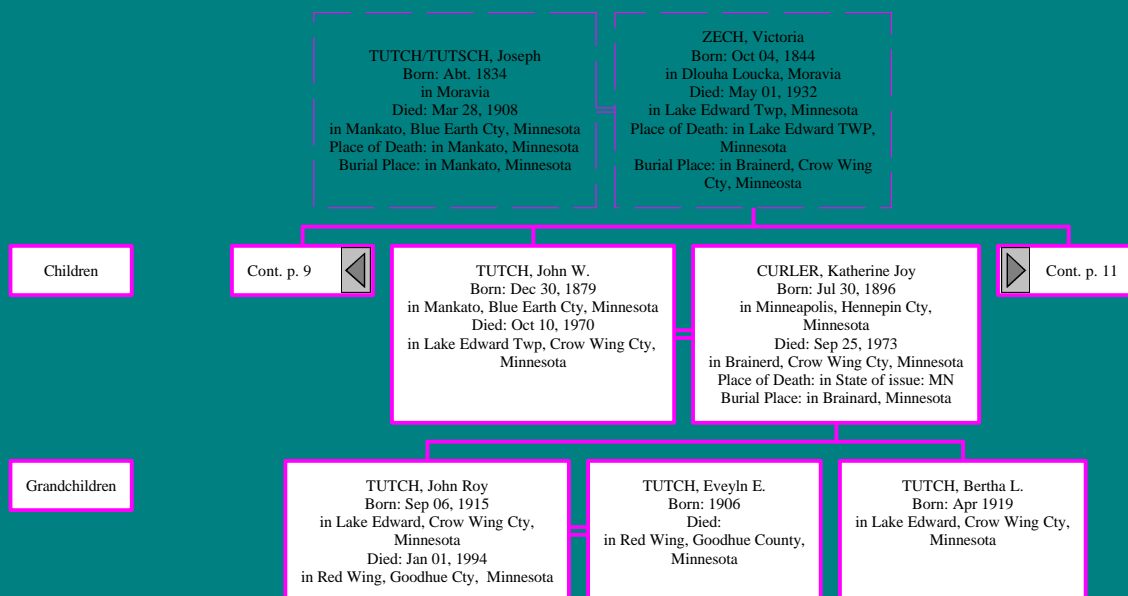 TUTCH/TUTSCH, Joseph
Born: Abt. 1834
in Moravia
Died: Mar 28, 1908
in Mankato, Blue Earth Cty, Minnesota
Place of Death: in Mankato, Minnesota
Burial Place: in Mankato, Minnesota
ZECH, Victoria
Born: Oct 04, 1844
in Dlouha Loucka, Moravia
Died: May 01, 1932
in Lake Edward Twp, Minnesota
Place of Death: in Lake Edward TWP,
Minnesota
Burial Place: in Brainerd, Crow Wing
Cty, Minneosta
Children
Cont. p. 9
TUTCH, John W.
Born: Dec 30, 1879
in Mankato, Blue Earth Cty, Minnesota
Died: Oct 10, 1970
in Lake Edward Twp, Crow Wing Cty,
Minnesota
CURLER, Katherine Joy
Born: Jul 30, 1896
in Minneapolis, Hennepin Cty,
Minnesota
Died: Sep 25, 1973
in Brainerd, Crow Wing Cty, Minnesota
Place of Death: in State of issue: MN
Burial Place: in Brainard, Minnesota
Cont. p. 11
Grandchildren
TUTCH, John Roy
Born: Sep 06, 1915
in Lake Edward, Crow Wing Cty,
Minnesota
Died: Jan 01, 1994
in Red Wing, Goodhue Cty, Minnesota
TUTCH, Eveyln E.
Born: 1906
Died:
in Red Wing, Goodhue County,
Minnesota
TUTCH, Bertha L.
Born: Apr 1919
in Lake Edward, Crow Wing Cty,
Minnesota